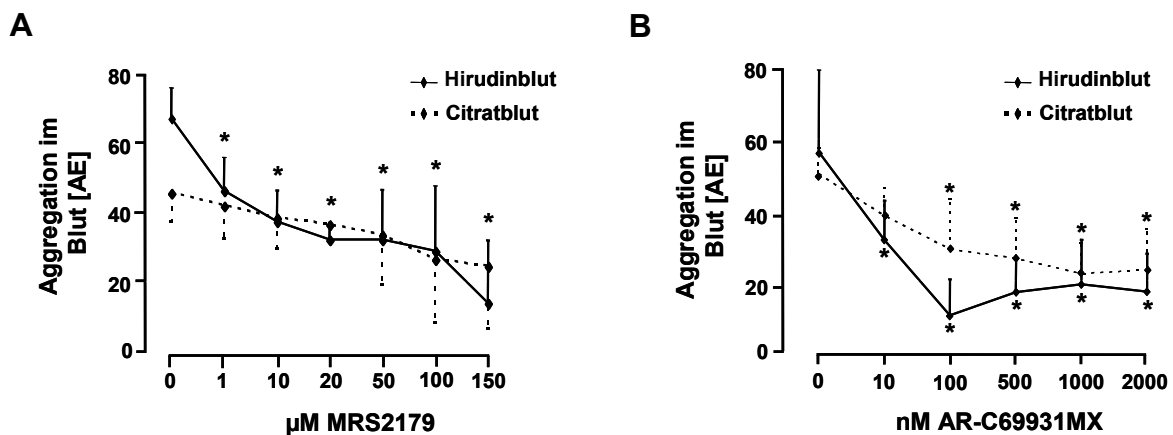 A
80
60
40
20
0
Aggregation im
Blut [AE]
Hirudinblut
Citratblut
* * * * * *
0 1 10 20 50 100 150
µM MRS2179
B
80
60
40
20
0
Aggregation im
Blut [AE]
Hirudinblut
Citratblut
* * * *
* * * * *
0 10 100 500 1000 2000
nM AR-C69931MX